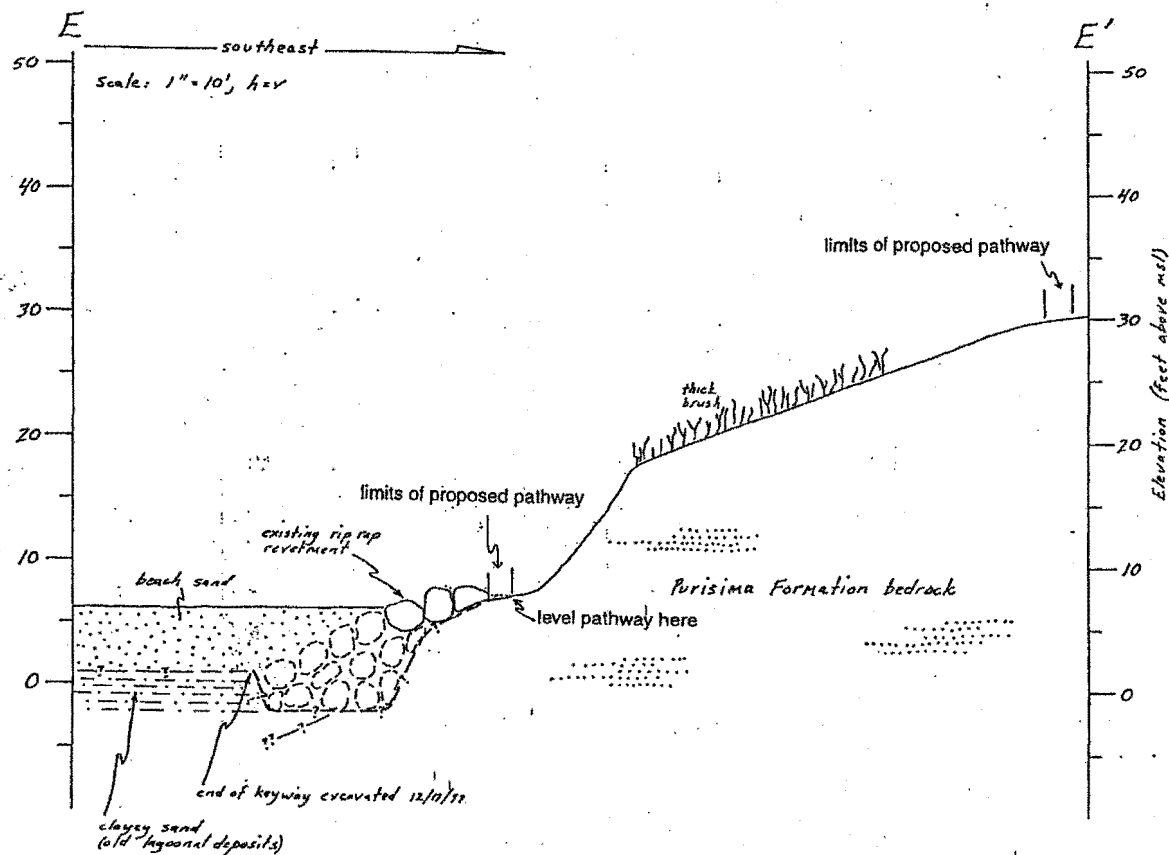 E
southeast
E'
Scale: 1"=10', h=v
50
40
30
20
10
0
50
40
30
20
10
0
Elevation (feet above msl)
limits of proposed pathway
thick
brush
limits of proposed pathway
existing rip rap
revetment
beach sand
Purisima Formation bedrock
level pathway here
?
?
?
?
?
?
??
end of keyway excavated
clayey sand
(old lagoonal deposits)